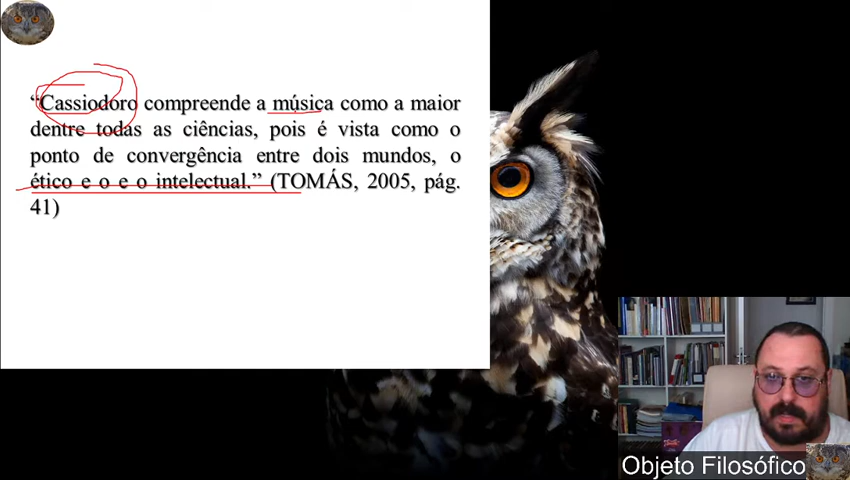 “Cassiodoro compreende a música como a maior
dentre todas as ciências, pois é vista como o
ponto de convergência entre dois mundos, o
ético e o e o intelectual.” (TOMÁS, 2005, pág.
41)
Objeto Filosófico